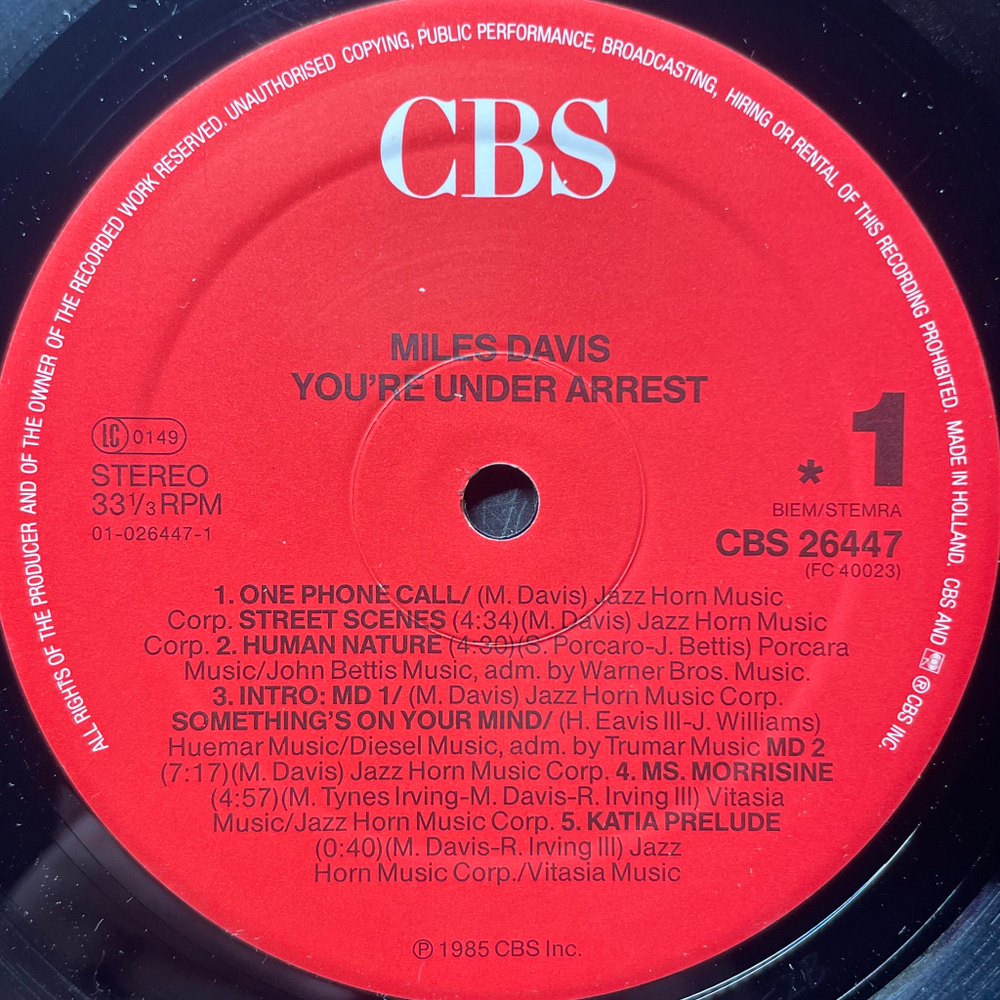 ALL RIGHTS OF THE PRODUCER AND OF THE OWNER OF THE RECORDED WORK RESERVED. UNAUTHORISED COPYING, PUBLIC PERFORMANCE, BROADCASTING, HIRING OR RENTAL OF THIS RECORDING PROHIBITED. MADE IN HOLLAND. CBS AND ® CBS INC.
CBS
MILES DAVIS
YOU'RE UNDER ARREST
LC 0149
STEREO
33⅓ RPM
01-026447-1
* 1
BIEM/STEMRA
CBS 26447
(FC 40023)
1. ONE PHONE CALL/ (M. Davis) Jazz Horn Music
Corp. STREET SCENES (4:34)(M. Davis) Jazz Horn Music
Corp. 2. HUMAN NATURE (4:30)(S. Porcaro-J. Bettis) Porcara
Music/John Bettis Music, adm. by Warner Bros. Music.
3. INTRO: MD 1/ (M. Davis) Jazz Horn Music Corp.
SOMETHING'S ON YOUR MIND/ (H. Eavis III-J. Williams)
Huemar Music/Diesel Music, adm. by Trumar Music MD 2
(7:17)(M. Davis) Jazz Horn Music Corp. 4. MS. MORRISINE
(4:57)(M. Tynes Irving-M. Davis-R. Irving III) Vitasia
Music/Jazz Horn Music Corp. 5. KATIA PRELUDE
(0:40)(M. Davis-R. Irving III) Jazz
Horn Music Corp./Vitasia Music
℗ 1985 CBS Inc.